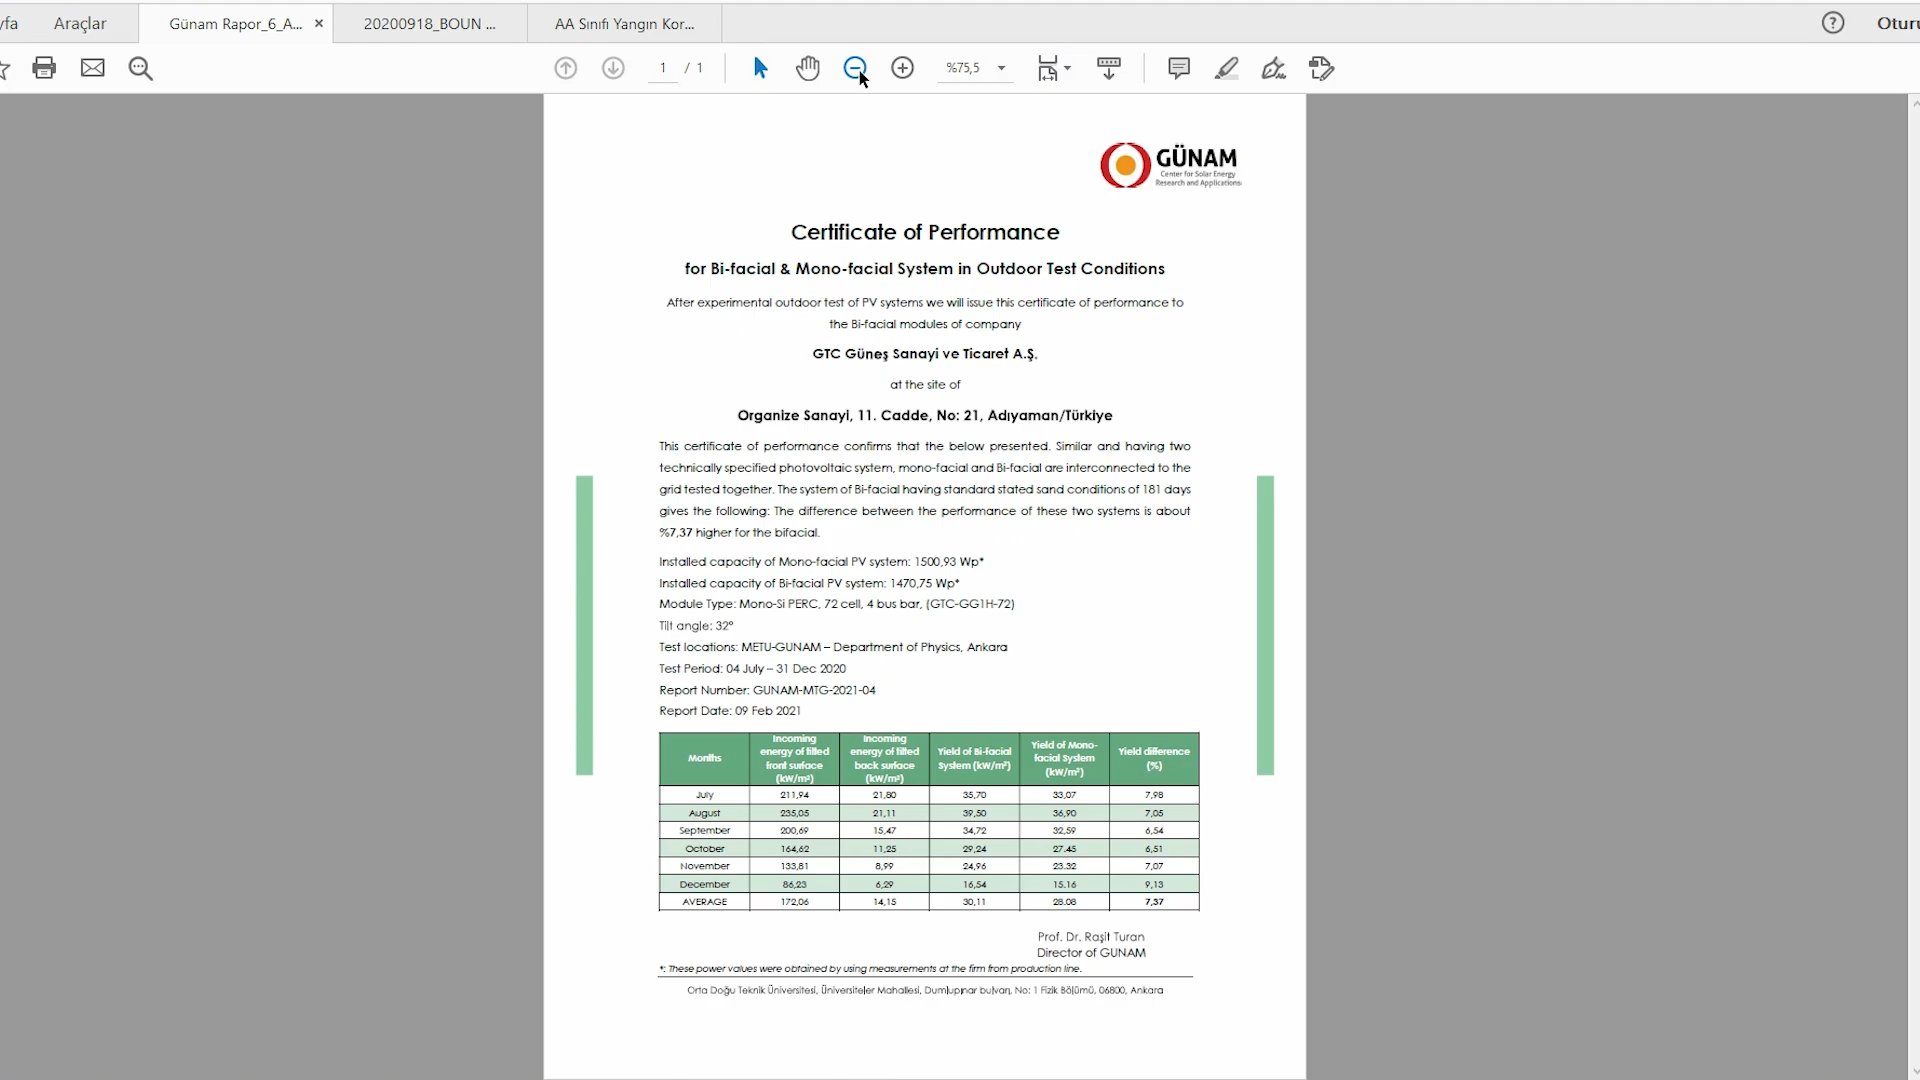 Araçlar
Günam Rapor_6_A... ×
20200918_BOUN ...
AA Sınıfı Yangın Kor...
?
1 / 1
%75,5
GÜNAM
Center for Solar Energy
Research and Applications
Certificate of Performance
for Bi-facial & Mono-facial System in Outdoor Test Conditions
After experimental outdoor test of PV systems we will issue this certificate of performance to
the Bi-facial modules of company
GTC Güneş Sanayi ve Ticaret A.Ş.
at the site of
Organize Sanayi, 11. Cadde, No: 21, Adıyaman/Türkiye
This certificate of performance confirms that the below presented. Similar and having two
technically specified photovoltaic system, mono-facial and Bi-facial are interconnected to the
grid tested together. The system of Bi-facial having standard stated sand conditions of 181 days
gives the following: The difference between the performance of these two systems is about
%7,37 higher for the bifacial.
Installed capacity of Mono-facial PV system: 1500,93 Wp*
Installed capacity of Bi-facial PV system: 1470,75 Wp*
Module Type: Mono-Si PERC, 72 cell, 4 bus bar, (GTC-GG1H-72)
Tilt angle: 32°
Test locations: METU-GUNAM – Department of Physics, Ankara
Test Period: 04 July – 31 Dec 2020
Report Number: GUNAM-MTG-2021-04
Report Date: 09 Feb 2021
Months | Incoming energy of tilled front surface (kW/m²) | Incoming energy of tilled back surface (kW/m²) | Yield of Bi-facial System (kW/m²) | Yield of Mono-facial System (kW/m²) | Yield difference (%)
July 211,94 21,80 35,70 33,07 7,98
August 235,05 21,11 39,50 36,90 7,05
September 200,69 15,47 34,72 32,59 6,54
October 164,62 11,25 29,24 27.45 6,51
November 133,81 8,99 24,96 23.32 7,07
December 86,23 6,29 16,54 15.16 9,13
AVERAGE 172,06 14,15 30,11 28.08 7,37
Prof. Dr. Raşit Turan
Director of GUNAM
*: These power values were obtained by using measurements at the firm from production line.
Orta Doğu Teknik Üniversitesi, Üniversiteler Mahallesi, Dumlupınar bulvarı, No: 1 Fizik Bölümü, 06800, Ankara